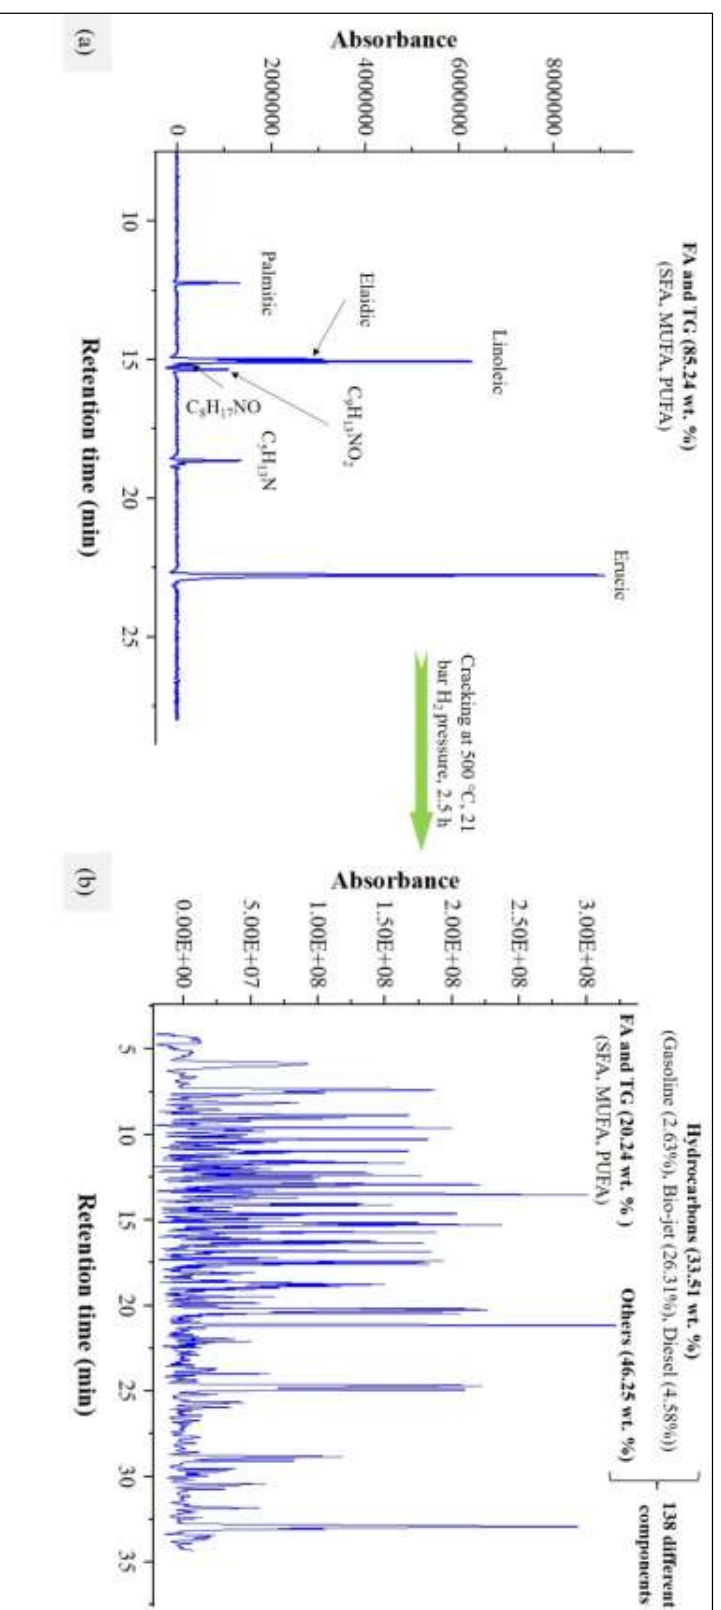 FA and TG (85.24 wt. %)
(SFA, MUFA, PUFA)
Absorbance
8000000
6000000
4000000
2000000
0
Erucic
Linoleic
Elaidic
Palmitic
C₉H₁₃NO₂
C₈H₁₇NO
C₅H₁₃N
10
15
20
25
Retention time (min)
(a)
Cracking at 500 °C, 21
bar H₂ pressure, 2.5 h
Hydrocarbons (33.51 wt. %)
(Gasoline (2.63%), Bio-jet (26.31%), Diesel (4.58%))
FA and TG (20.24 wt. % )
(SFA, MUFA, PUFA)
Others (46.25 wt. %)
138 different
components
Absorbance
3.00E+08
2.50E+08
2.00E+08
1.50E+08
1.00E+08
5.00E+07
0.00E+00
5
10
15
20
25
30
35
Retention time (min)
(b)